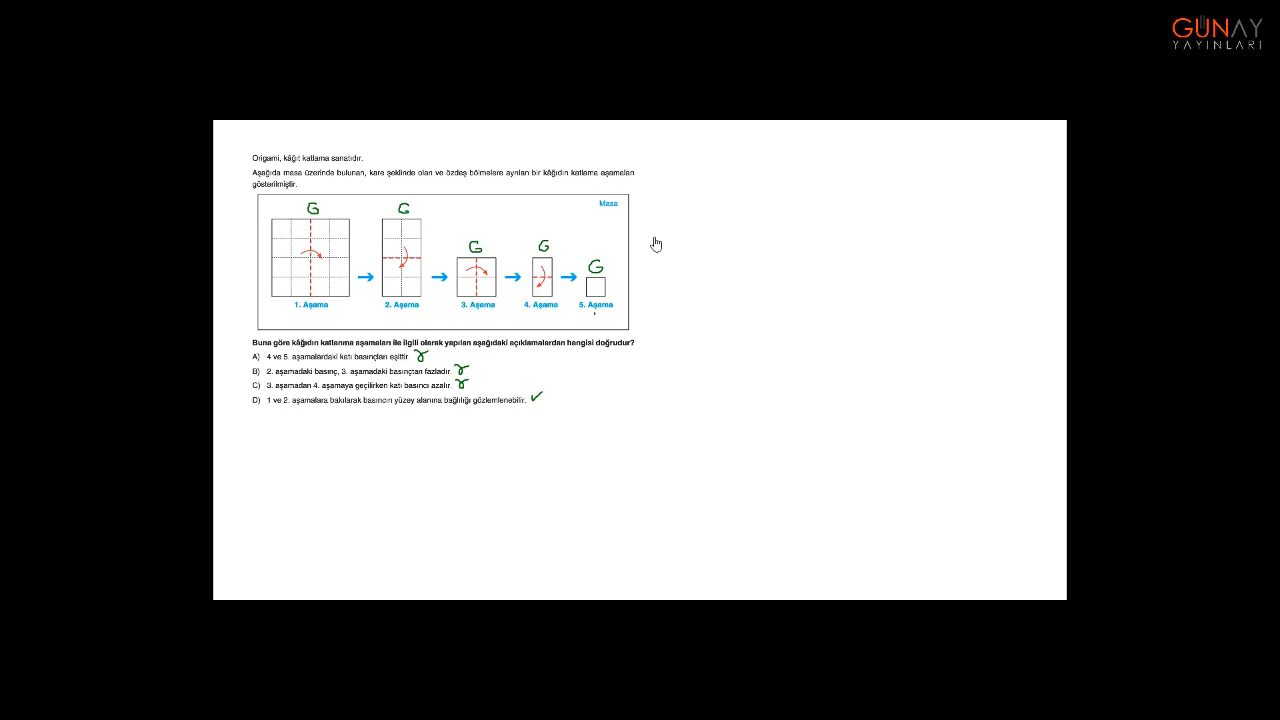 GÜNAY
YAYINLARI
Origami, kâğıt katlama sanatıdır.
Aşağıda masa üzerinde bulunan, kare şeklinde olan ve özdeş bölmelere ayrılan bir kâğıdın katlama aşamaları
gösterilmiştir.
Masa
G G G G G
1. Aşama 2. Aşama 3. Aşama 4. Aşama 5. Aşama
Buna göre kâğıdın katlanma aşamaları ile ilgili olarak yapılan aşağıdaki açıklamalardan hangisi doğrudur?
A) 4 ve 5. aşamalardaki katı basınçları eşittir.
B) 2. aşamadaki basınç, 3. aşamadaki basınçtan fazladır.
C) 3. aşamadan 4. aşamaya geçilirken katı basıncı azalır.
D) 1 ve 2. aşamalara bakılarak basıncın yüzey alanına bağlılığı gözlemlenebilir.